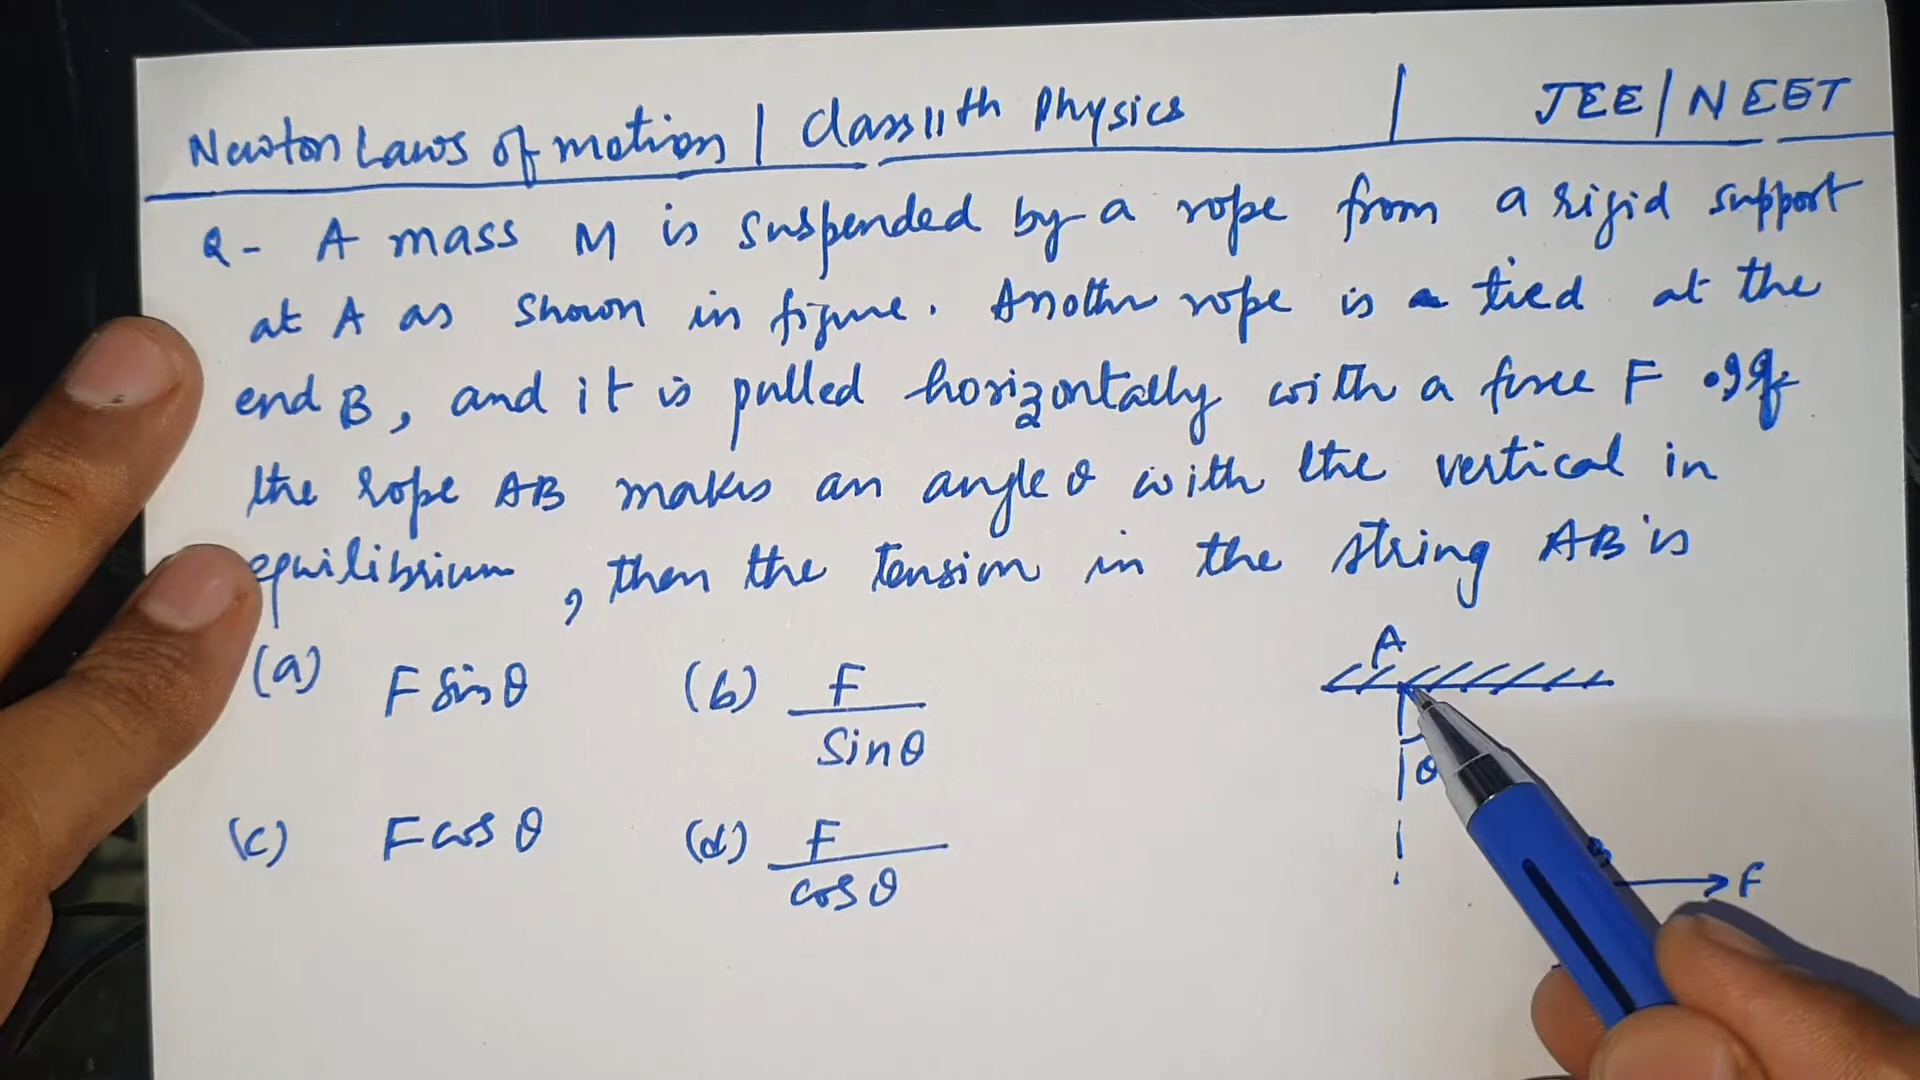 Newton Laws of motion | Class 11th Physics | JEE/NEET
Q- A mass M is suspended by a rope from a rigid support
at A as shown in figure. Another rope is tied at the
end B, and it is pulled horizontally with a force F. If
the rope AB makes an angle θ with the vertical in
equilibrium, then the tension in the string AB is
(a) F Sinθ (b) F
Sinθ
(c) F cos θ (d) F
cos θ
A
θ
B
F